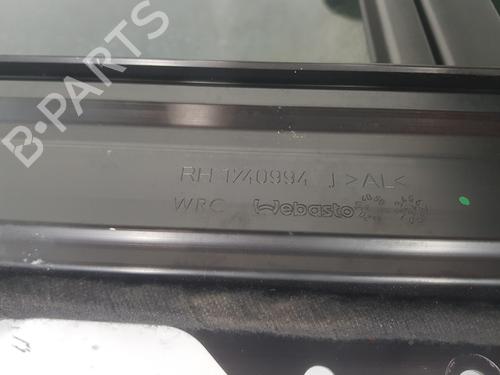 B-PARTS
RH 1740994 J >AL<
WRC Webasto